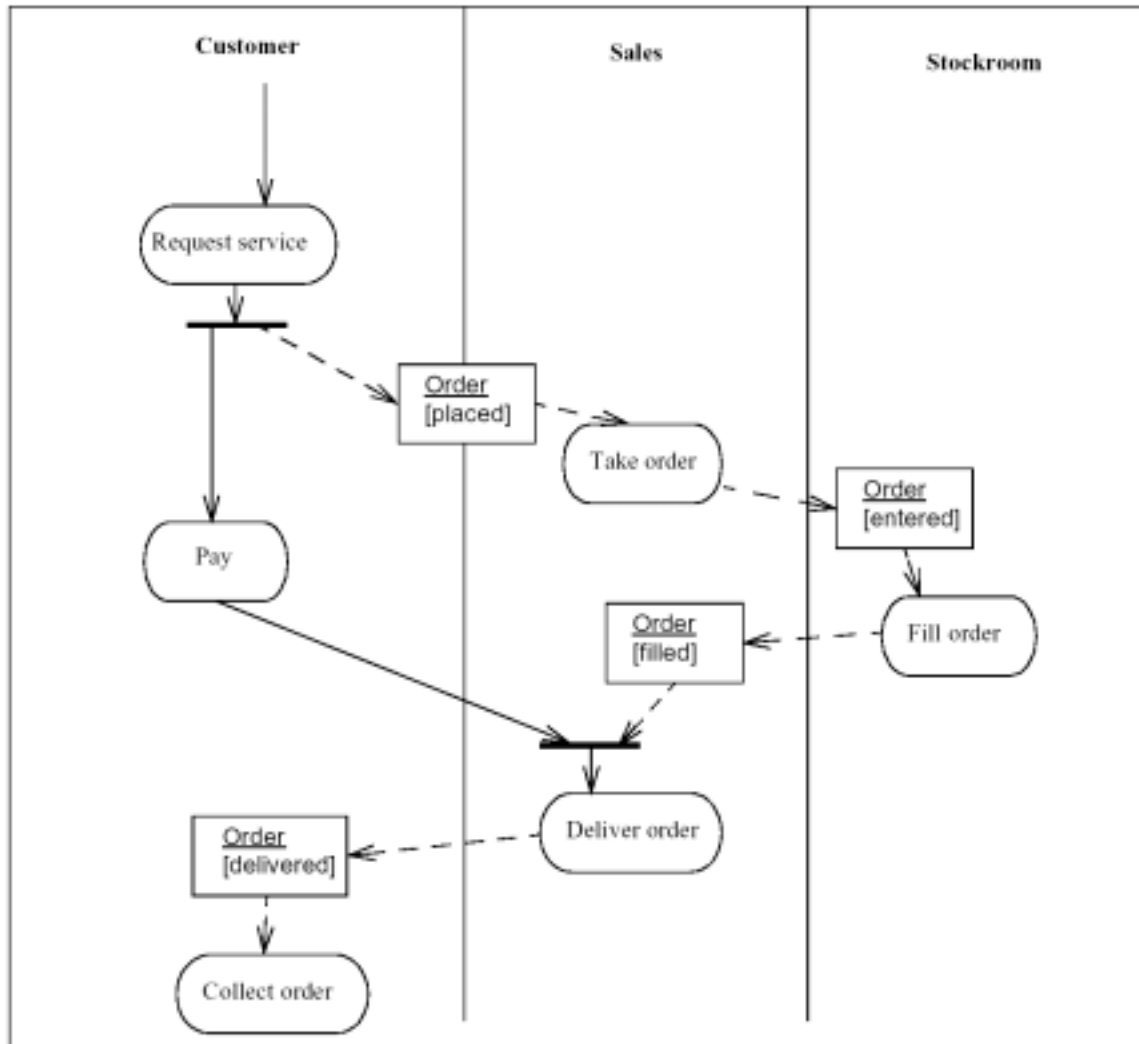 Customer
Sales
Stockroom
Request service
Order
[placed]
Take order
Order
[entered]
Pay
Order
[filled]
Fill order
Deliver order
Order
[delivered]
Collect order